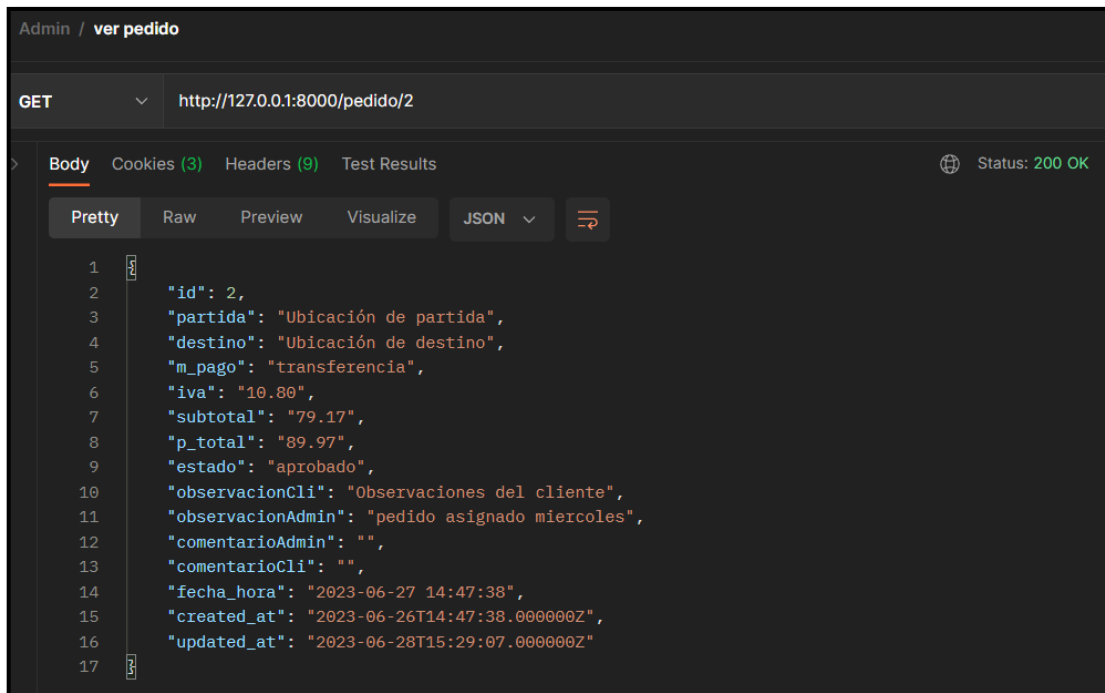 Admin / ver pedido
GET http://127.0.0.1:8000/pedido/2
Body Cookies (3) Headers (9) Test Results Status: 200 OK
Pretty Raw Preview Visualize JSON
1 {
2 "id": 2,
3 "partida": "Ubicación de partida",
4 "destino": "Ubicación de destino",
5 "m_pago": "transferencia",
6 "iva": "10.80",
7 "subtotal": "79.17",
8 "p_total": "89.97",
9 "estado": "aprobado",
10 "observacionCli": "Observaciones del cliente",
11 "observacionAdmin": "pedido asignado miercoles",
12 "comentarioAdmin": "",
13 "comentarioCli": "",
14 "fecha_hora": "2023-06-27 14:47:38",
15 "created_at": "2023-06-26T14:47:38.000000Z",
16 "updated_at": "2023-06-28T15:29:07.000000Z"
17 }